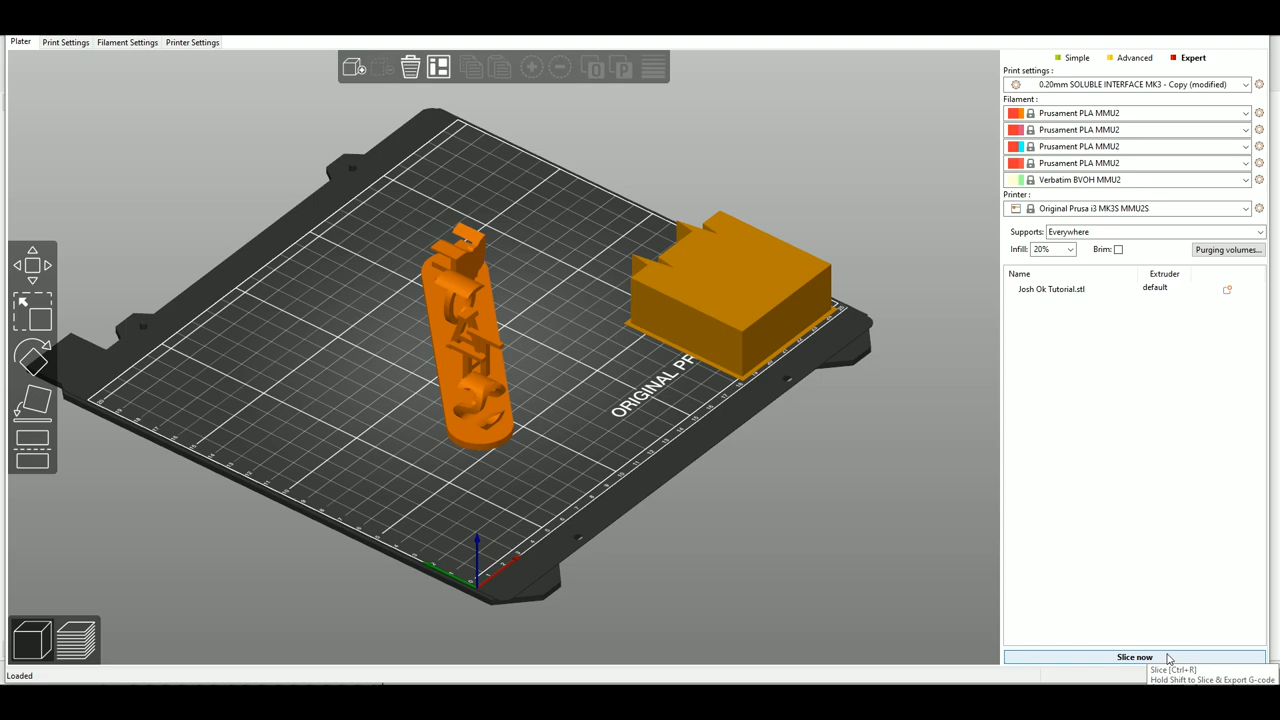 Plater Print Settings Filament Settings Printer Settings
Simple Advanced Expert
Print settings :
0.20mm SOLUBLE INTERFACE MK3 - Copy (modified)
Filament :
Prusament PLA MMU2
Prusament PLA MMU2
Prusament PLA MMU2
Prusament PLA MMU2
Verbatim BVOH MMU2
Printer :
Original Prusa i3 MK3S MMU2S
Supports: Everywhere
Infill: 20% Brim: Purging volumes...
Name Extruder
Josh Ok Tutorial.stl default
ORIGINAL PR
Slice now
Slice [Ctrl+R]
Hold Shift to Slice & Export G-code
Loaded